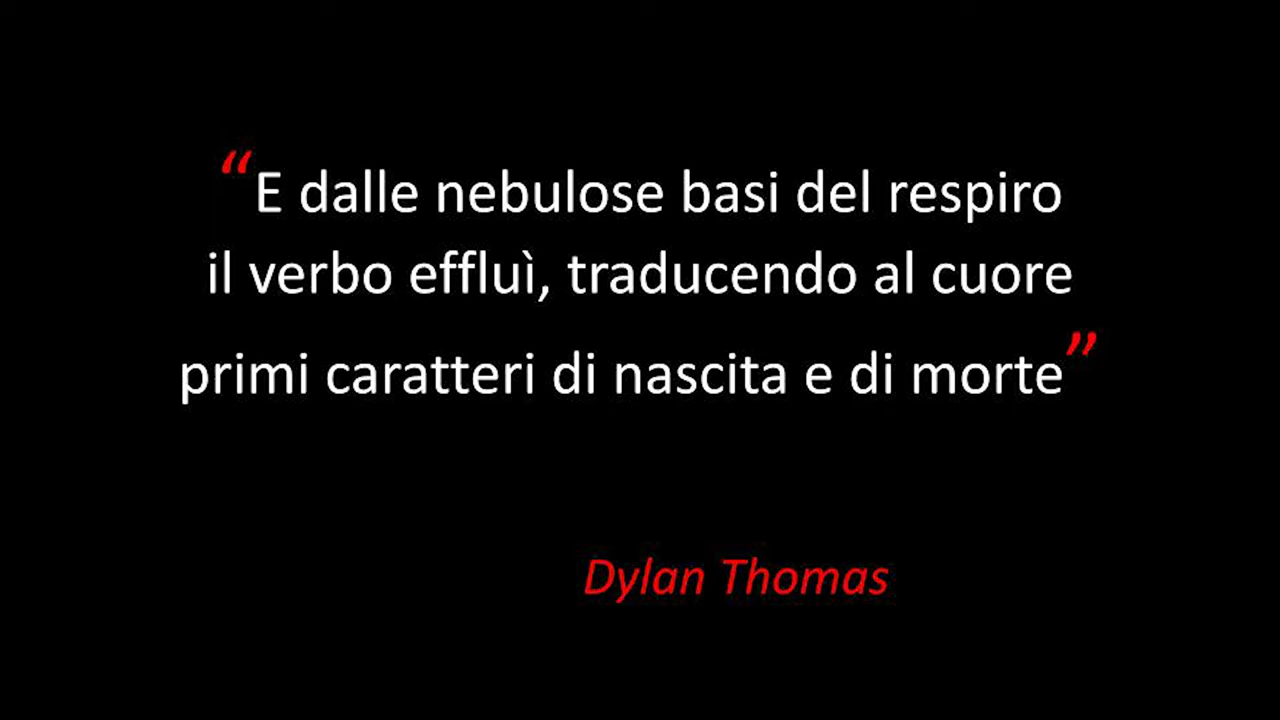 “E dalle nebulose basi del respiro
il verbo effluì, traducendo al cuore
primi caratteri di nascita e di morte”
Dylan Thomas